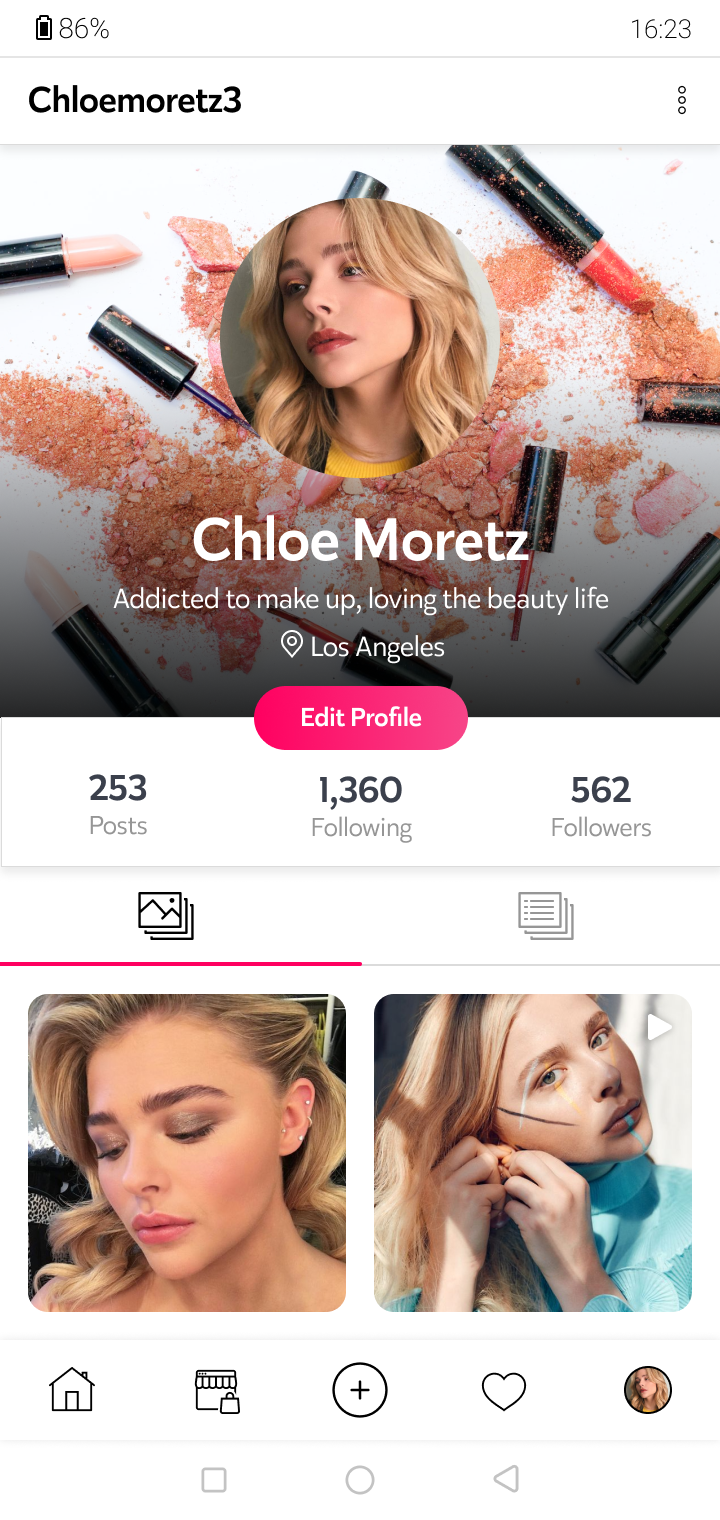 86%
16:23
Chloemoretz3
Chloe Moretz
Addicted to make up, loving the beauty life
Los Angeles
Edit Profile
253
1,360
562
Posts
Following
Followers